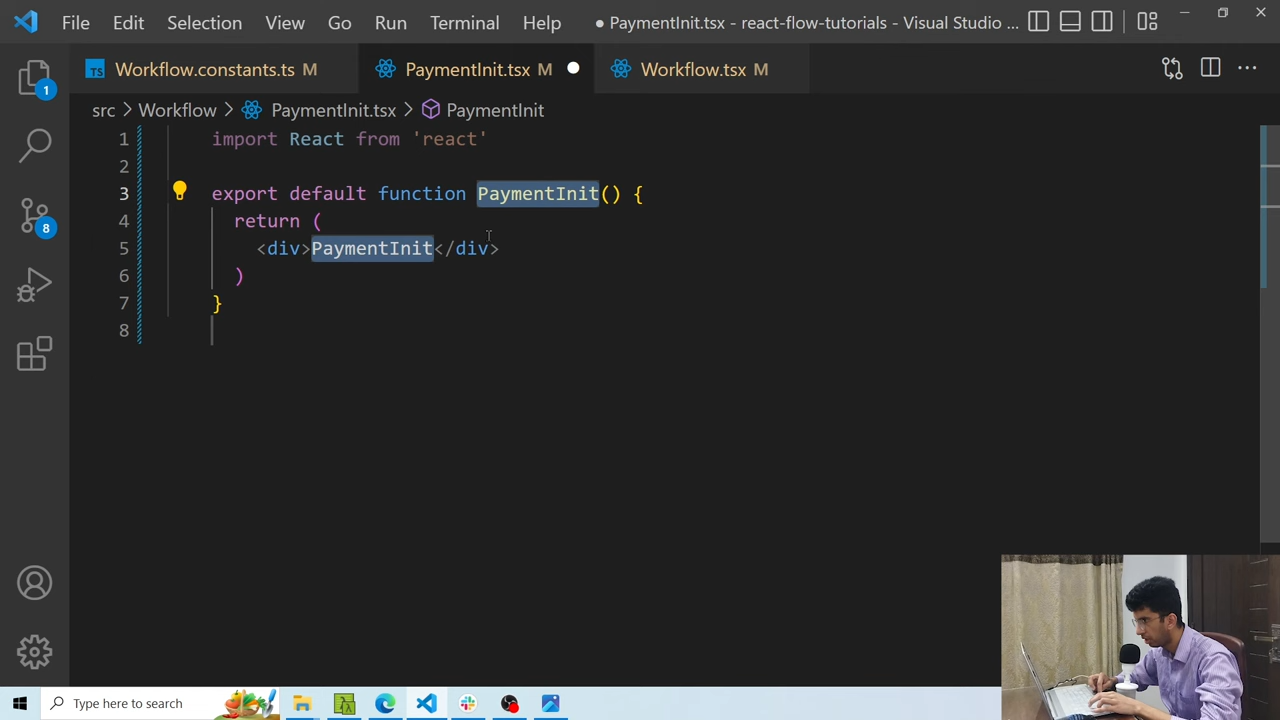 File Edit Selection View Go Run Terminal Help ● PaymentInit.tsx - react-flow-tutorials - Visual Studio ...
TS Workflow.constants.ts M PaymentInit.tsx M Workflow.tsx M ...
src > Workflow > PaymentInit.tsx > PaymentInit
1 import React from 'react'
2
3 export default function PaymentInit() {
4 return (
5 <div>PaymentInit</div>
6 )
7 }
8
1
8
Type here to search